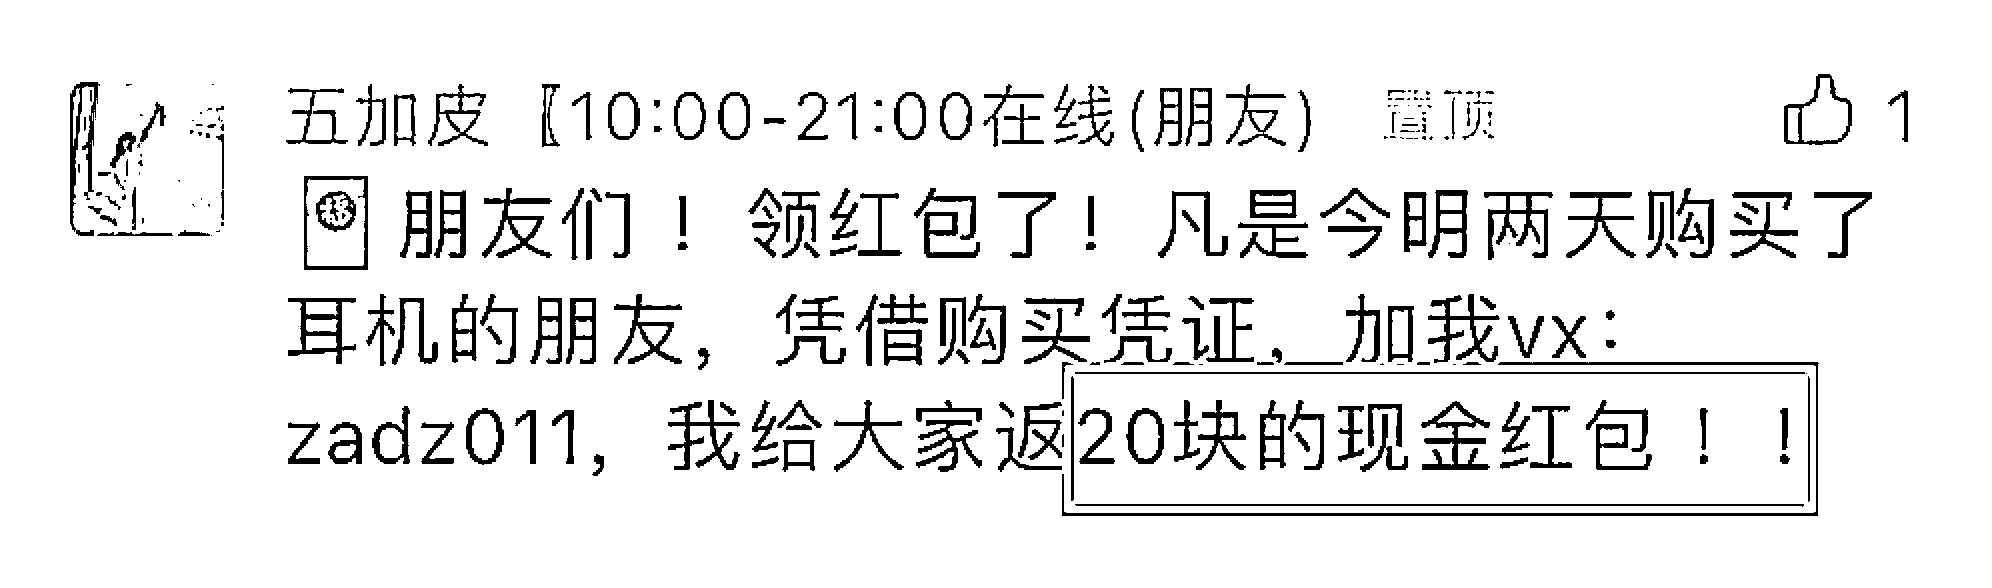 五加皮〖10:00-21:00在线(朋友) 置顶 1
🧧朋友们！领红包了！凡是今明两天购买了
耳机的朋友，凭借购买凭证，加我vx：
zadz011，我给大家返20块的现金红包！！